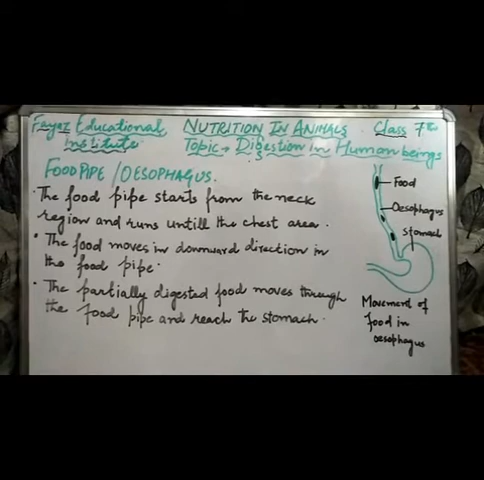 Fayaz Educational NUTRITION IN ANIMALS Class 7th
Institute Topic → Digestion in Human beings
FOOD PIPE / OESOPHAGUS.
• The food pipe starts from the neck
region and runs untill the chest area.
• The food moves in downward direction in
the food pipe.
• The partially digested food moves through
the food pipe and reach the stomach.
Food
Oesophagus
Stomach
Movement of
food in
oesophagus